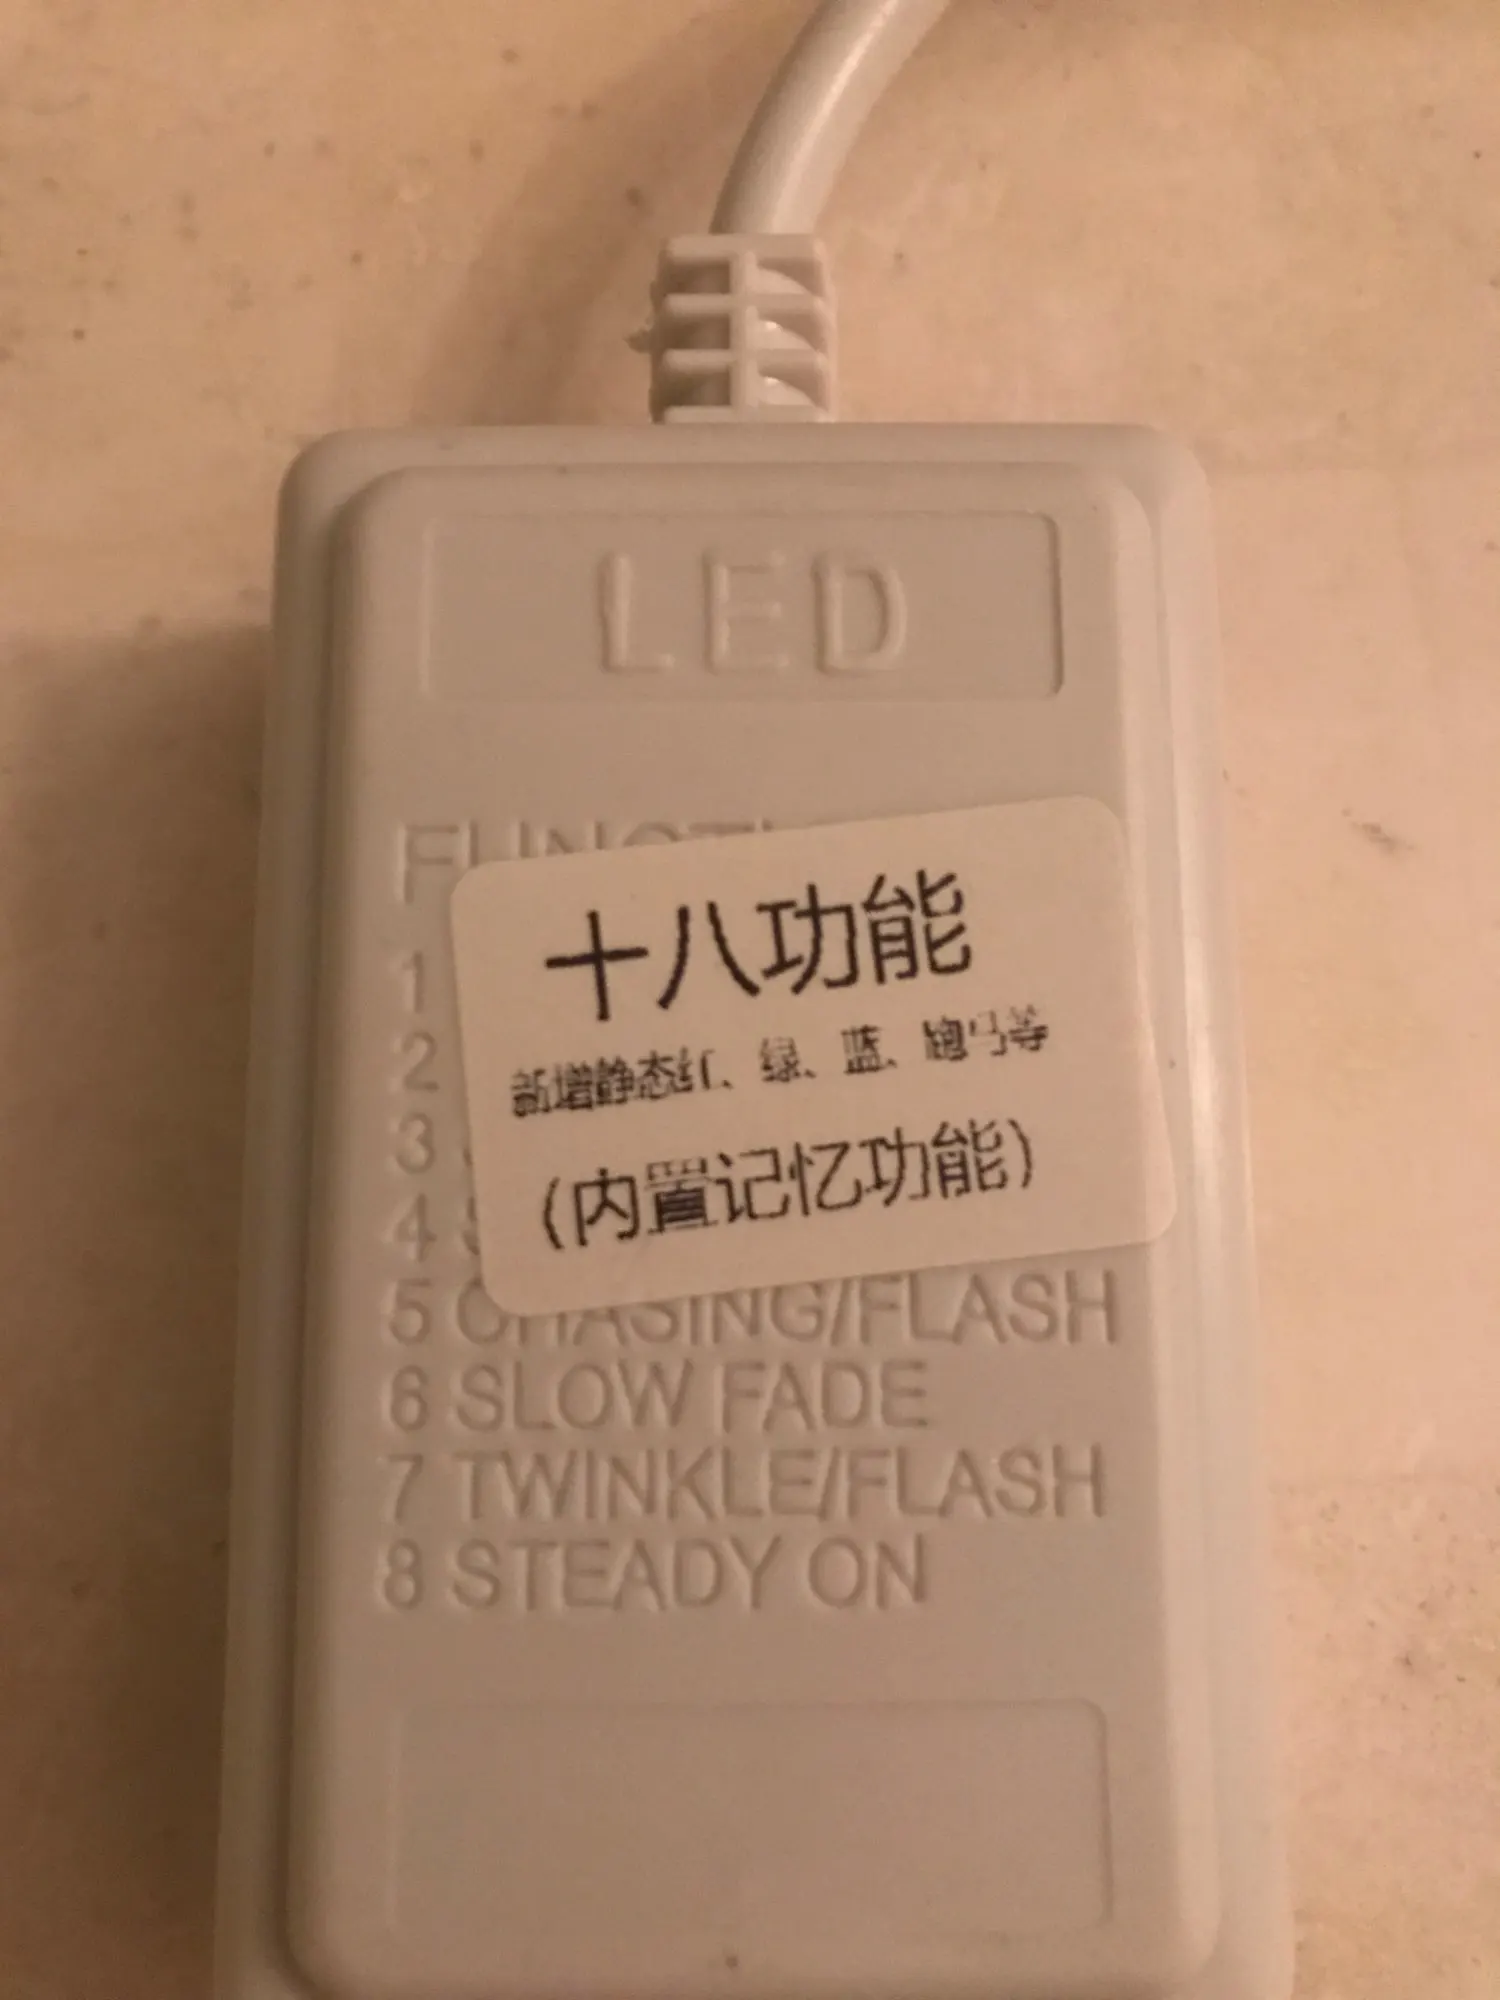 LED
十八功能
新增静态红、绿、蓝、跑马等
(内置记忆功能)
1
2
3
4
5 CHASING/FLASH
6 SLOW FADE
7 TWINKLE/FLASH
8 STEADY ON